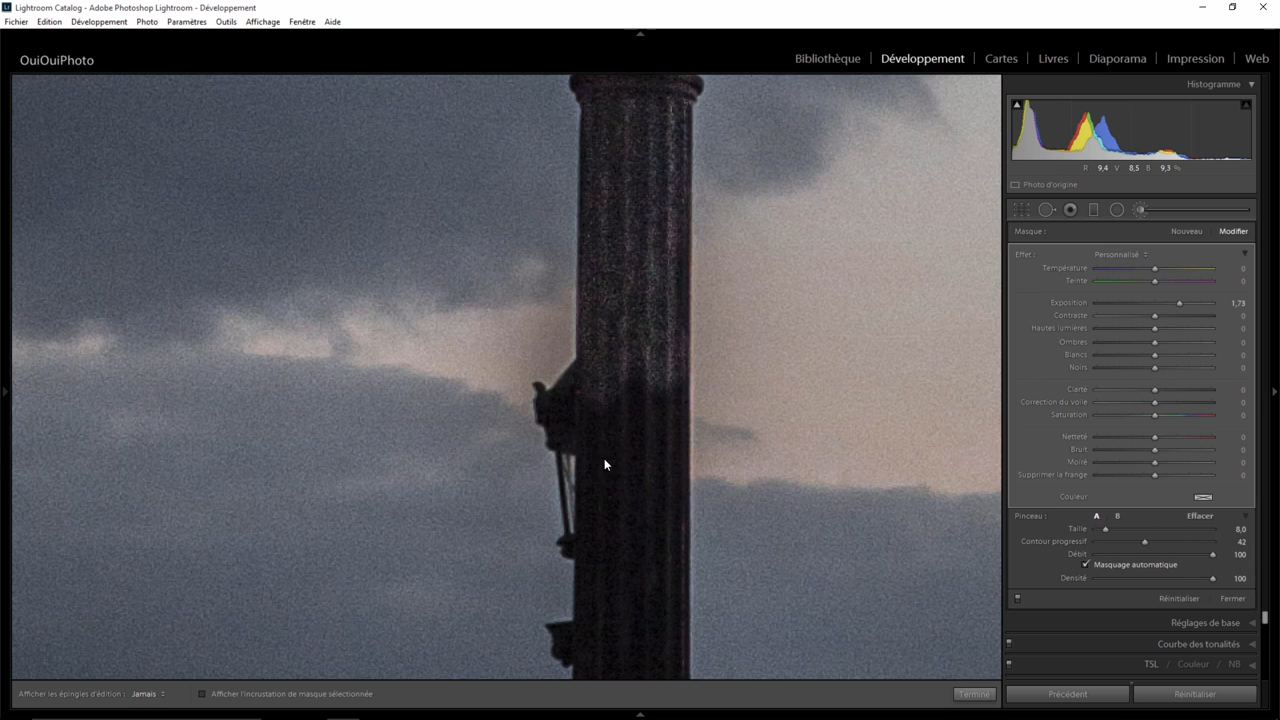 Lightroom Catalog - Adobe Photoshop Lightroom - Développement
Fichier Edition Développement Photo Paramètres Outils Affichage Fenêtre Aide
OuiOuiPhoto
Bibliothèque | Développement | Cartes | Livres | Diaporama | Impression | Web
Histogramme
R 9,4 V 8,5 B 9,3 %
Photo d'origine
Masque : Nouveau Modifier
Effet : Personnalisé
Température 0
Teinte 0
Exposition 1,73
Contraste 0
Hautes lumières 0
Ombres 0
Blancs 0
Noirs 0
Clarté 0
Correction du voile 0
Saturation 0
Netteté 0
Bruit 0
Moiré 0
Supprimer la frange 0
Couleur
Pinceau : A B Effacer
Taille 8,0
Contour progressif 42
Débit 100
Masquage automatique
Densité 100
Réinitialiser Fermer
Réglages de base
Courbe des tonalités
TSL / Couleur / NB
Afficher les épingles d'édition : Jamais Afficher l'incrustation de masque sélectionnée Terminé
Précédent Réinitialiser